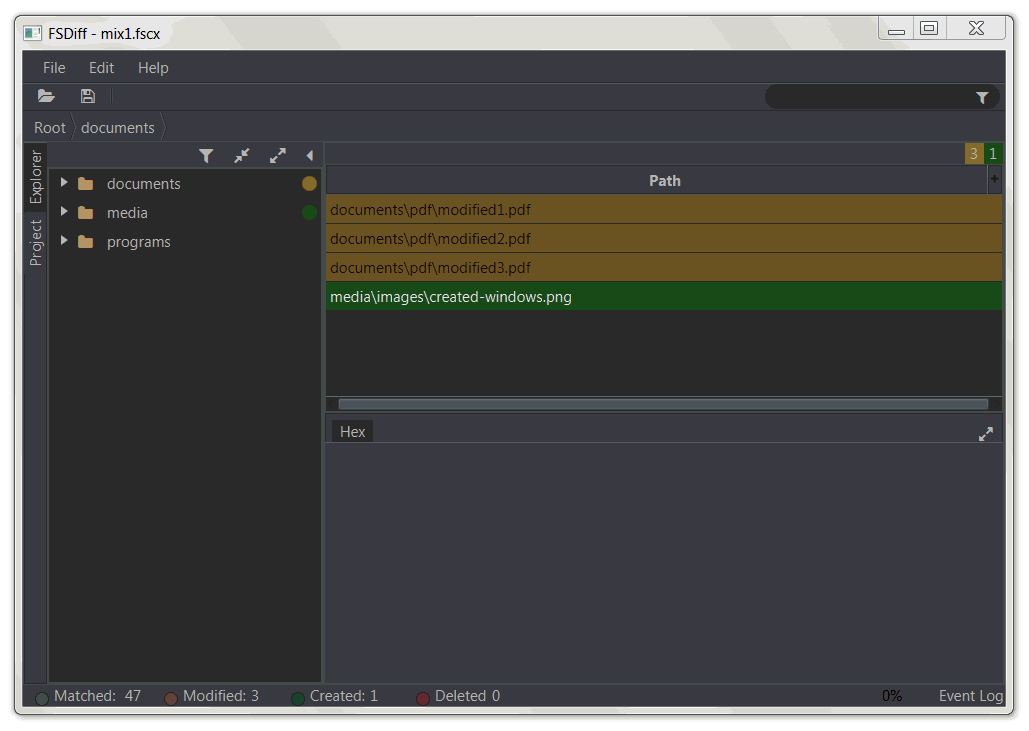 FSDiff - mix1.fscx
File Edit Help
Root documents
Explorer
Project
documents
media
programs
3 1
Path +
documents\pdf\modified1.pdf
documents\pdf\modified2.pdf
documents\pdf\modified3.pdf
media\images\created-windows.png
Hex
Matched: 47 Modified: 3 Created: 1 Deleted 0 0% Event Log